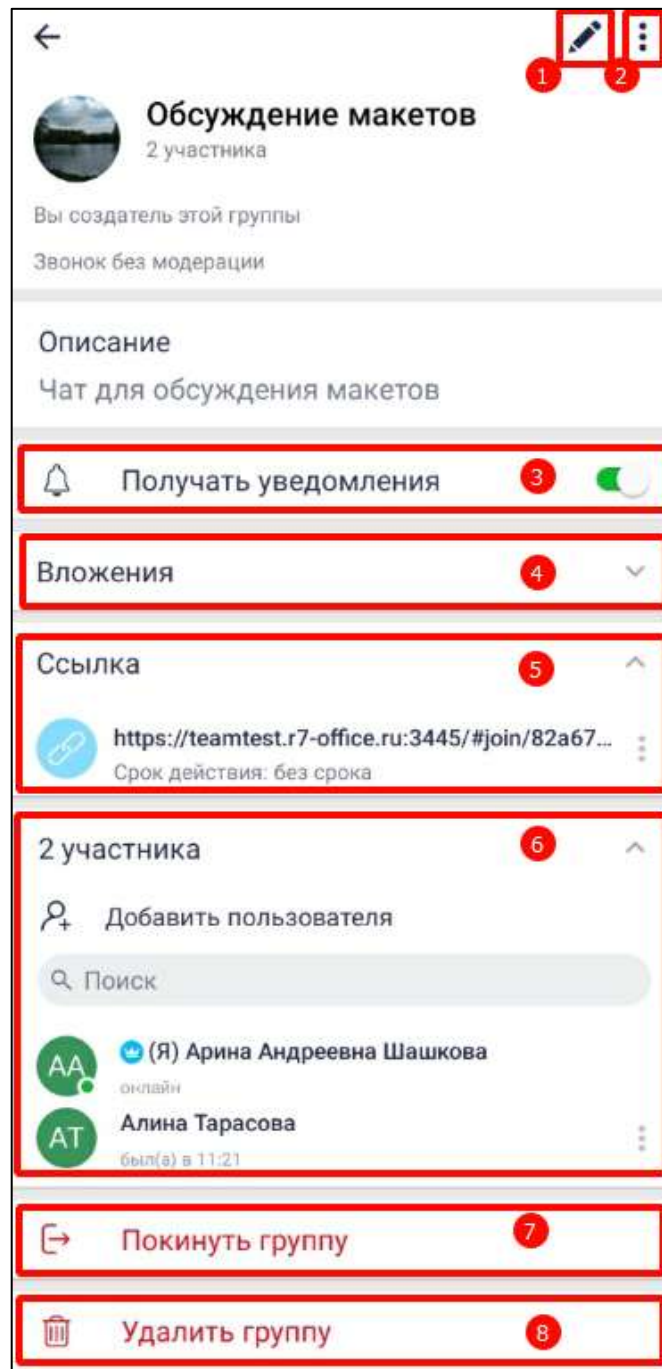 1
2
Обсуждение макетов
2 участника
Вы создатель этой группы
Звонок без модерации
Описание
Чат для обсуждения макетов
Получать уведомления 3
Вложения 4
Ссылка 5
https://teamtest.r7-office.ru:3445/#join/82a67...
Срок действия: без срока
2 участника 6
Добавить пользователя
Поиск
АА (Я) Арина Андреевна Шашкова
онлайн
АТ Алина Тарасова
был(а) в 11:21
Покинуть группу 7
Удалить группу 8